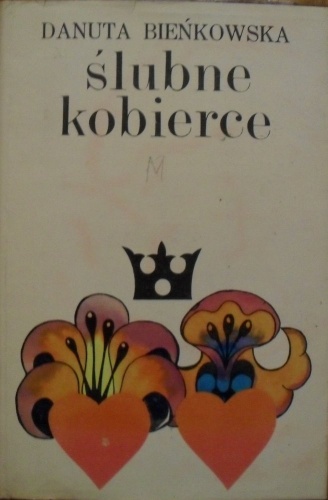 DANUTA BIEŃKOWSKA
ślubne
kobierce
M